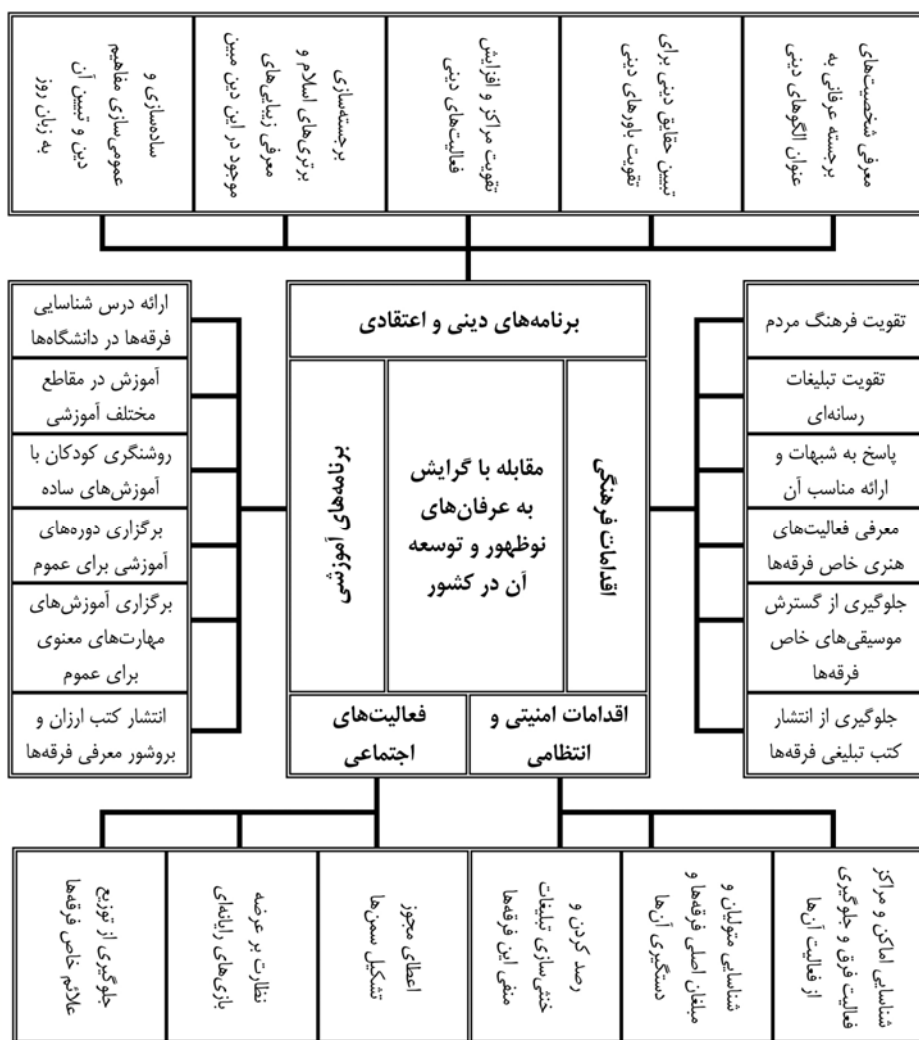 معرفی شخصیت‌های
برجسته عرفانی به
عنوان الگوهای دینی
تبیین حقایق دینی برای
تقویت باورهای دینی
تقویت مراکز و افزایش
فعالیت‌های دینی
برجسته‌سازی
برتری‌های اسلام و
معرفی زیبایی‌های
موجود در این دین مبین
ساده‌سازی و
عمومی‌سازی مفاهیم
دین و تبیین آن
به زبان روز
برنامه‌های دینی و اعتقادی
تقویت فرهنگ مردم
تقویت تبلیغات
رسانه‌ای
پاسخ به شبهات و
ارائه مناسب آن
معرفی فعالیت‌های
هنری خاص فرقه‌ها
جلوگیری از گسترش
موسیقی‌های خاص
فرقه‌ها
جلوگیری از انتشار
کتب تبلیغی فرقه‌ها
اقدامات فرهنگی
مقابله با گرایش
به عرفان‌های
نوظهور و توسعه
آن در کشور
برنامه‌های آموزشی
ارائه درس شناسایی
فرقه‌ها در دانشگاه‌ها
آموزش در مقاطع
مختلف آموزشی
روشنگری کودکان با
آموزش‌های ساده
برگزاری دوره‌های
آموزشی برای عموم
برگزاری آموزش‌های
مهارت‌های معنوی
برای عموم
انتشار کتب ارزان و
بروشور معرفی فرقه‌ها
اقدامات امنیتی و
انتظامی
فعالیت‌های
اجتماعی
شناسایی اماکن و مراکز
فعالیت فرق و جلوگیری
از فعالیت آن‌ها
شناسایی متولیان و
مبلغان اصلی فرقه‌ها و
دستگیری آن‌ها
رصد کردن و
خنثی‌سازی تبلیغات
منفی این فرقه‌ها
اعطای مجوز
تشکیل سمن‌ها
نظارت بر عرضه
بازی‌های رایانه‌ای
جلوگیری از توزیع
علائم خاص فرقه‌ها